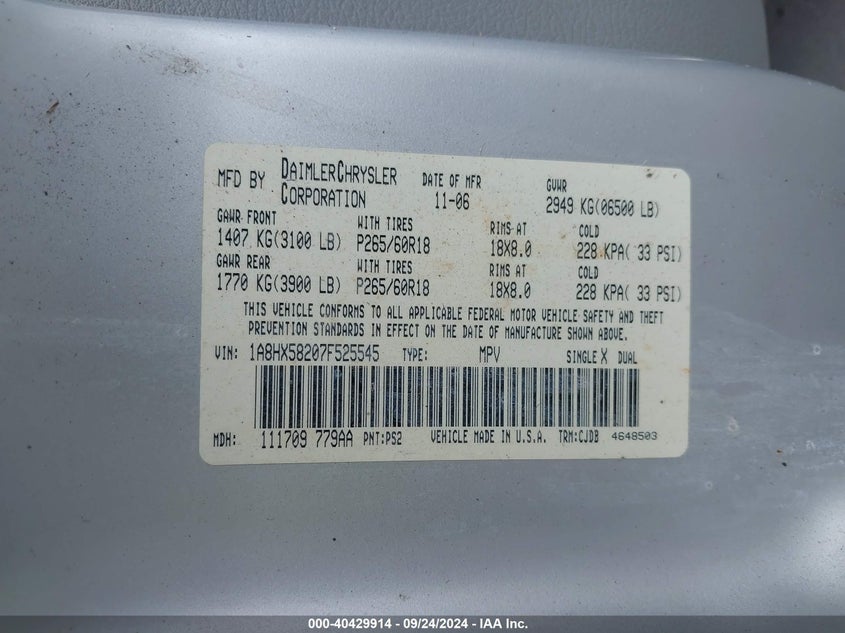 MFD BY DAIMLERCHRYSLER CORPORATION DATE OF MFR 11-06 GVWR 2949 KG(06500 LB)
GAWR FRONT WITH TIRES RIMS AT COLD
1407 KG(3100 LB) P265/60R18 18X8.0 228 KPA( 33 PSI)
GAWR REAR WITH TIRES RIMS AT COLD
1770 KG(3900 LB) P265/60R18 18X8.0 228 KPA( 33 PSI)
THIS VEHICLE CONFORMS TO ALL APPLICABLE FEDERAL MOTOR VEHICLE SAFETY AND THEFT
PREVENTION STANDARDS IN EFFECT ON THE DATE OF MANUFACTURE SHOWN ABOVE.
VIN: 1A8HX58207F525545 TYPE: MPV SINGLE X DUAL
MDH: 111709 779AA PNT:PS2 VEHICLE MADE IN U.S.A. TRM:CJDB 4648503
000-40429914 - 09/24/2024 - IAA Inc.